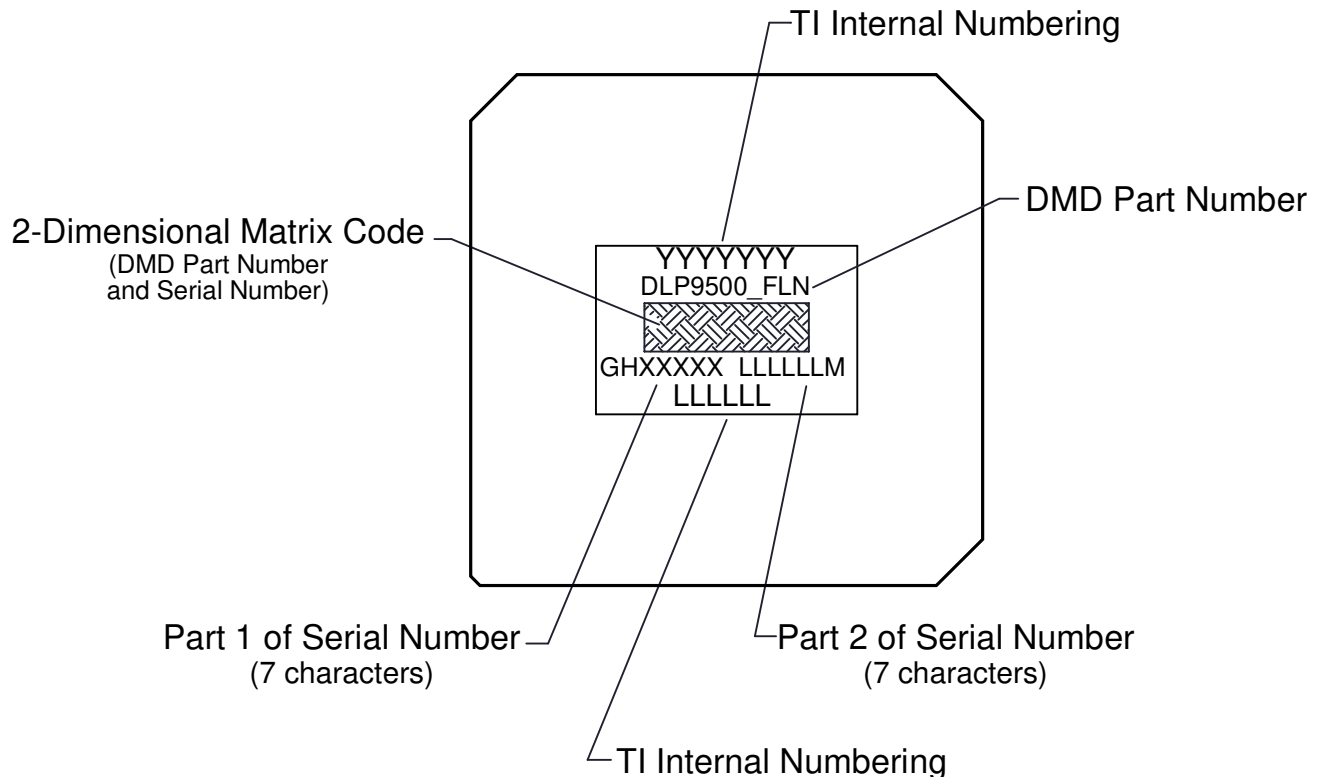 TI Internal Numbering
DMD Part Number
2-Dimensional Matrix Code
(DMD Part Number
and Serial Number)
YYYYYYY
DLP9500_FLN
GHXXXXX LLLLLLM
LLLLLL
Part 1 of Serial Number
(7 characters)
Part 2 of Serial Number
(7 characters)
TI Internal Numbering